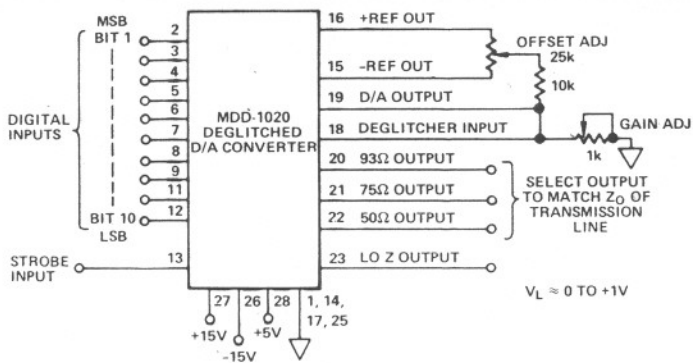 MSB
BIT 1
2
3
4
5
6
7
8
9
11
12
BIT 10
LSB
DIGITAL
INPUTS
STROBE
INPUT
13
MDD-1020
DEGLITCHED
D/A CONVERTER
16 +REF OUT
OFFSET ADJ
25k
15 -REF OUT
10k
19 D/A OUTPUT
18 DEGLITCHER INPUT
GAIN ADJ
1k
20 93Ω OUTPUT
21 75Ω OUTPUT
22 50Ω OUTPUT
SELECT OUTPUT
TO MATCH ZO OF
TRANSMISSION
LINE
23 LO Z OUTPUT
VL ≈ 0 TO +1V
27 26 28 1, 14,
17, 25
+15V
-15V
+5V